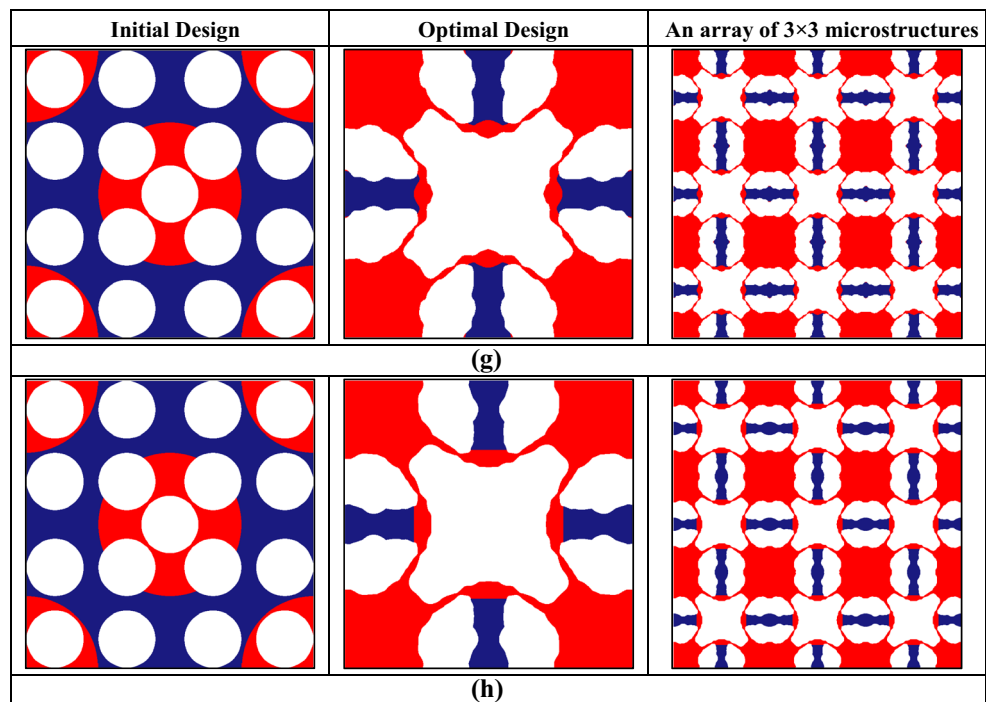 Initial Design
Optimal Design
An array of 3×3 microstructures
(g)
(h)